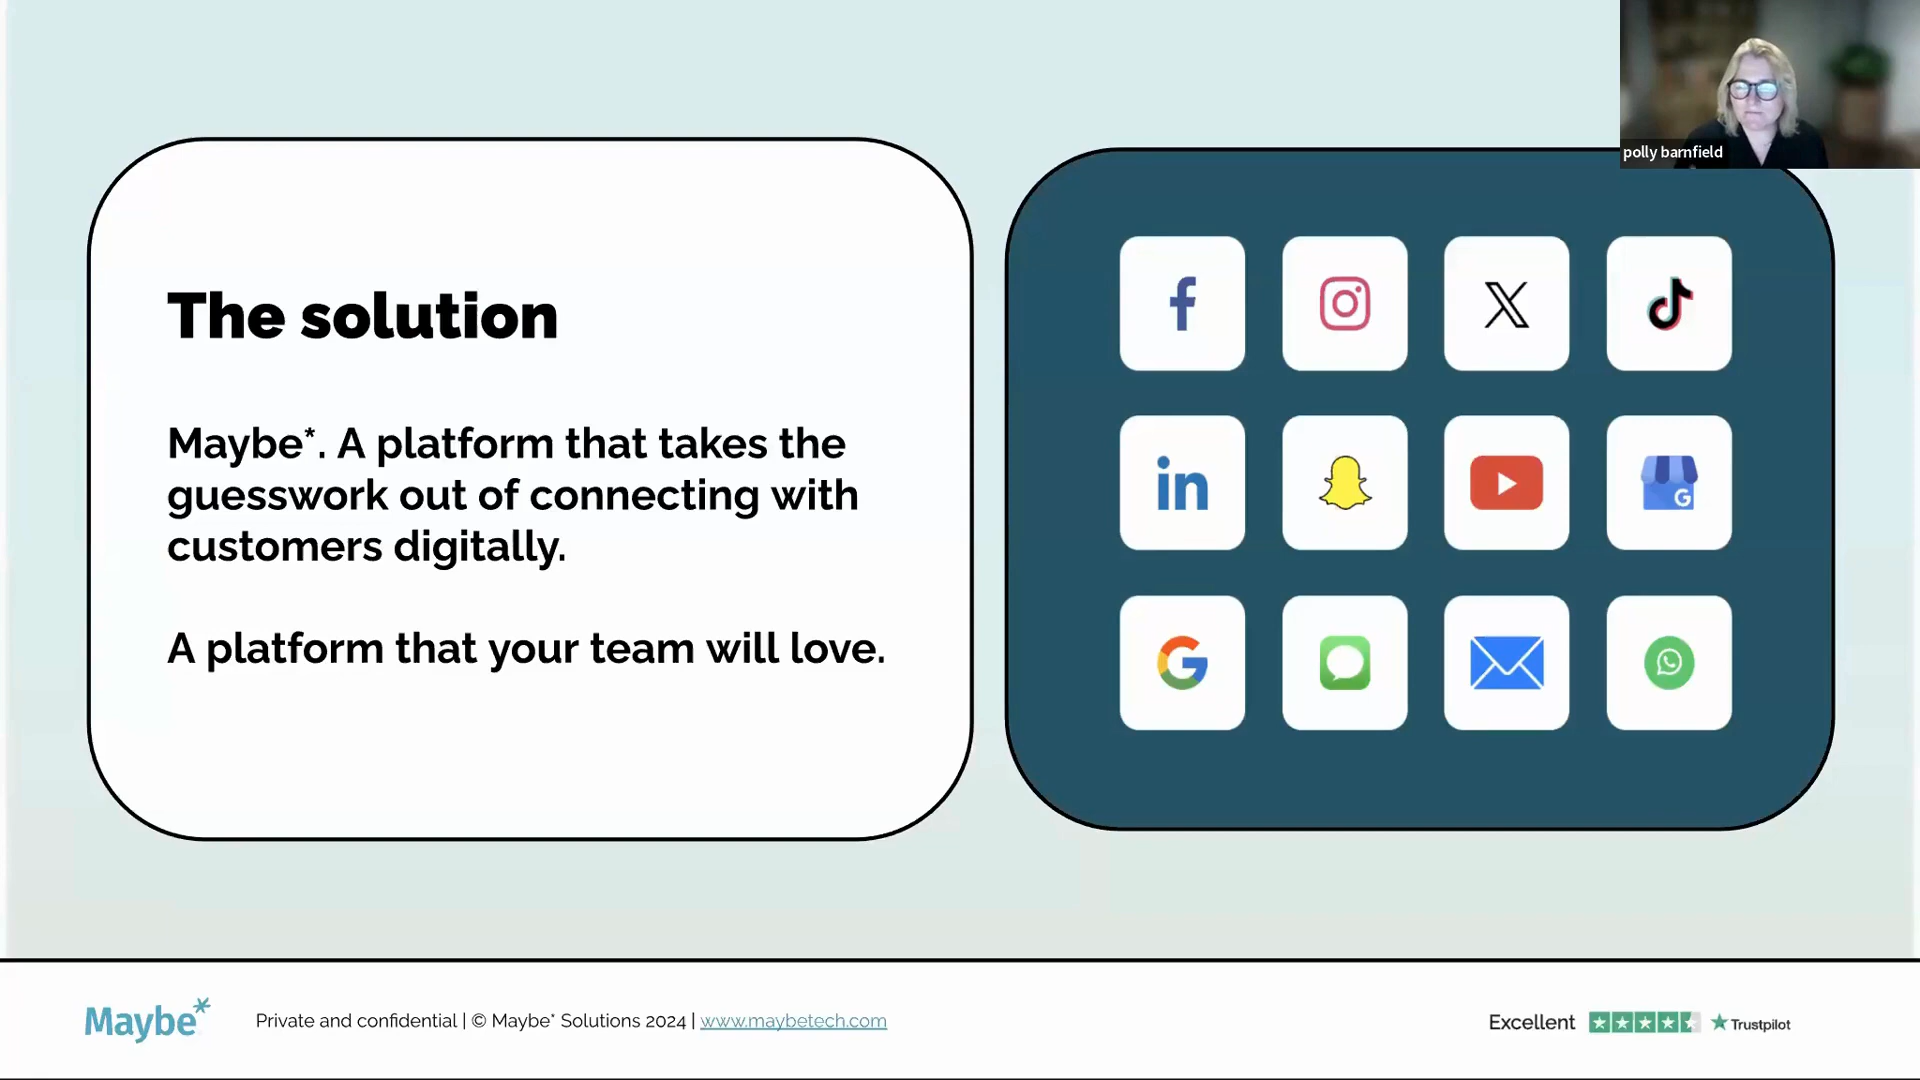 polly barnfield
The solution
Maybe*. A platform that takes the
guesswork out of connecting with
customers digitally.
A platform that your team will love.
Maybe*
Private and confidential | © Maybe* Solutions 2024 | www.maybetech.com
Excellent
Trustpilot